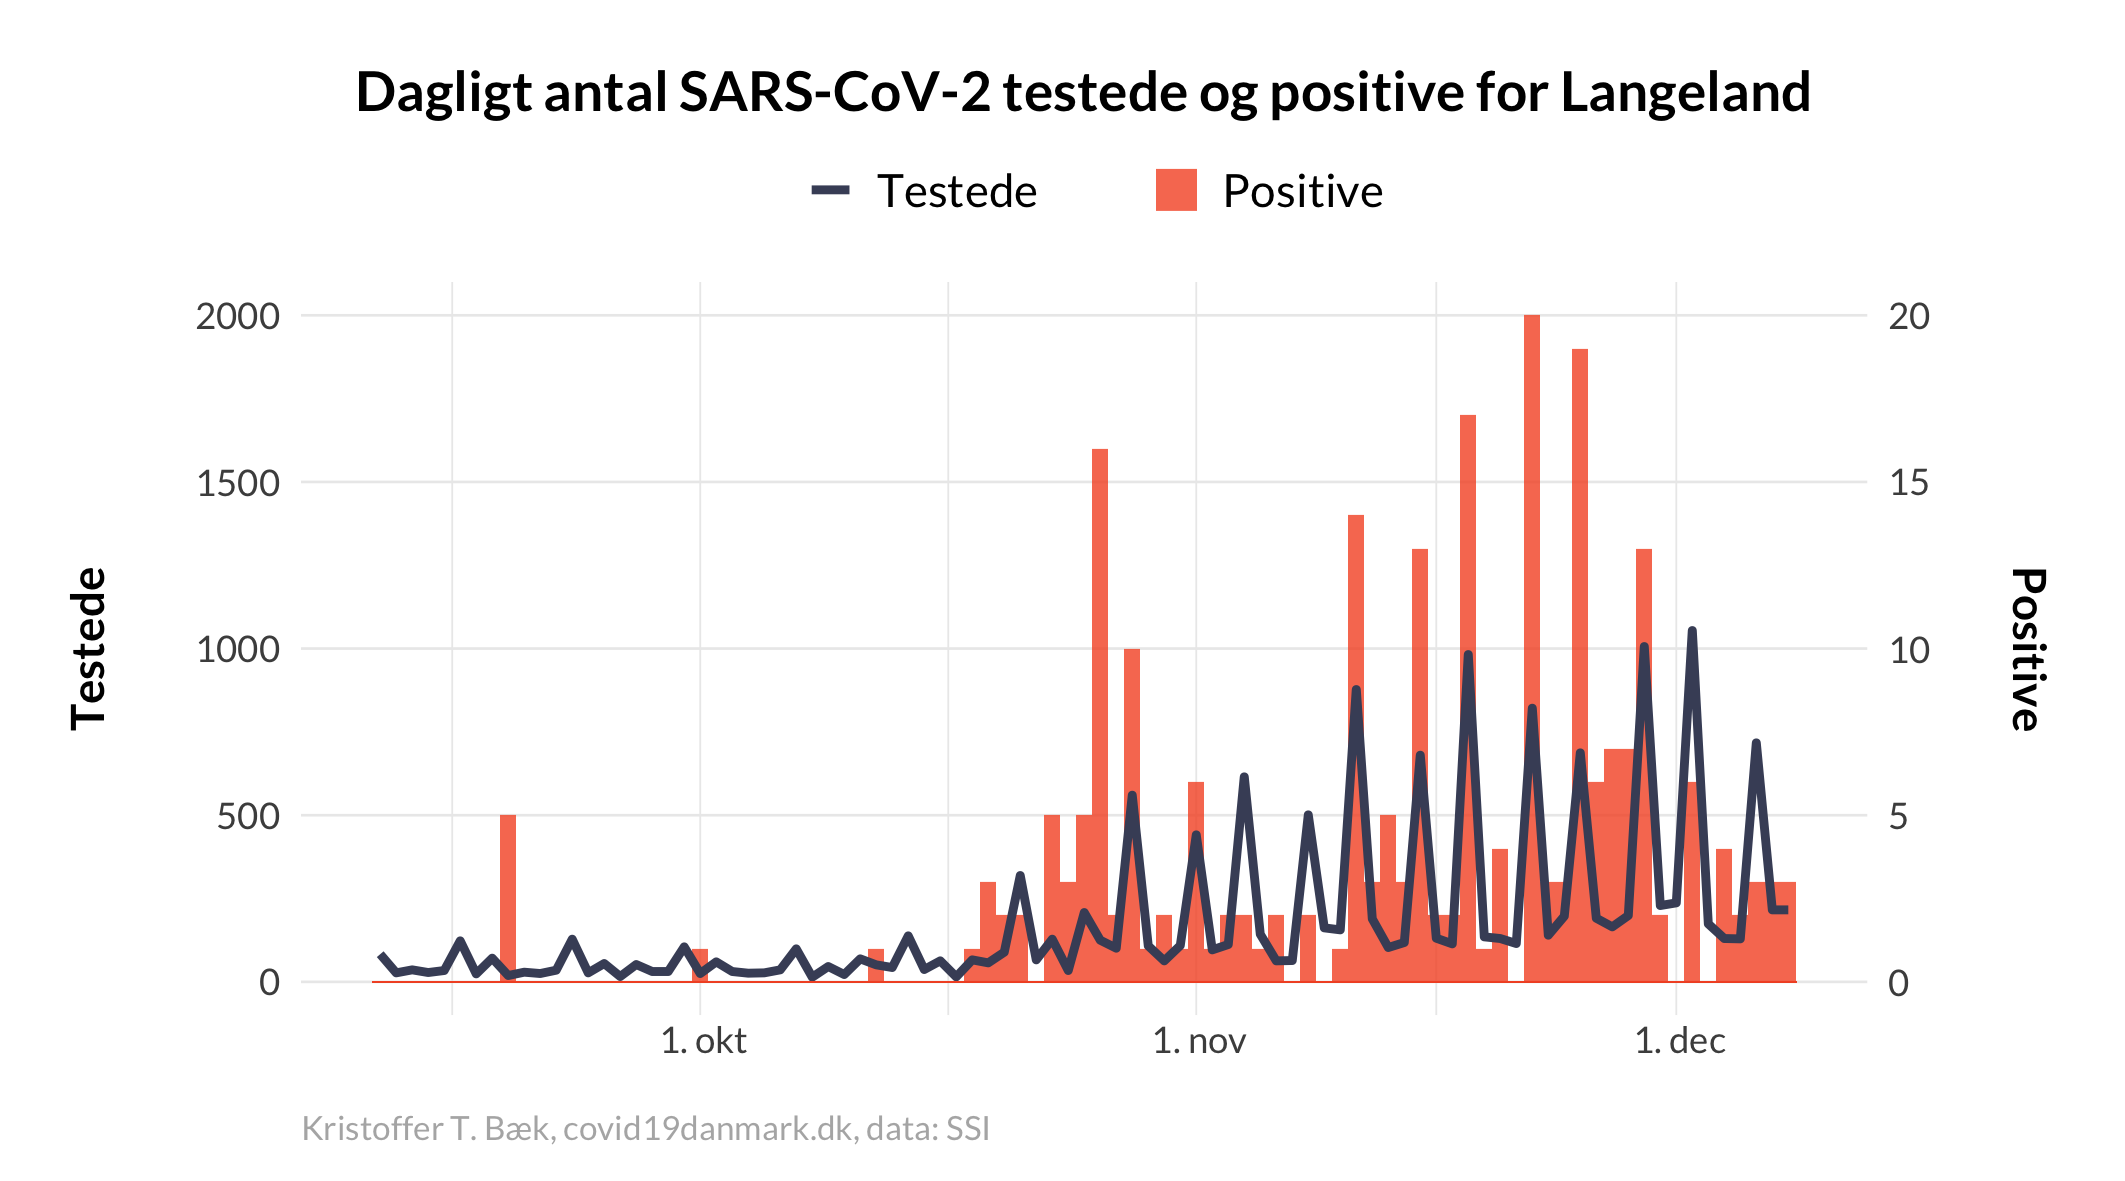 Dagligt antal SARS-CoV-2 testede og positive for Langeland
Testede Positive
2000 20
1500 15
1000 10
500 5
0 0
Testede
Positive
1. okt 1. nov 1. dec
Kristoffer T. Bæk, covid19danmark.dk, data: SSI